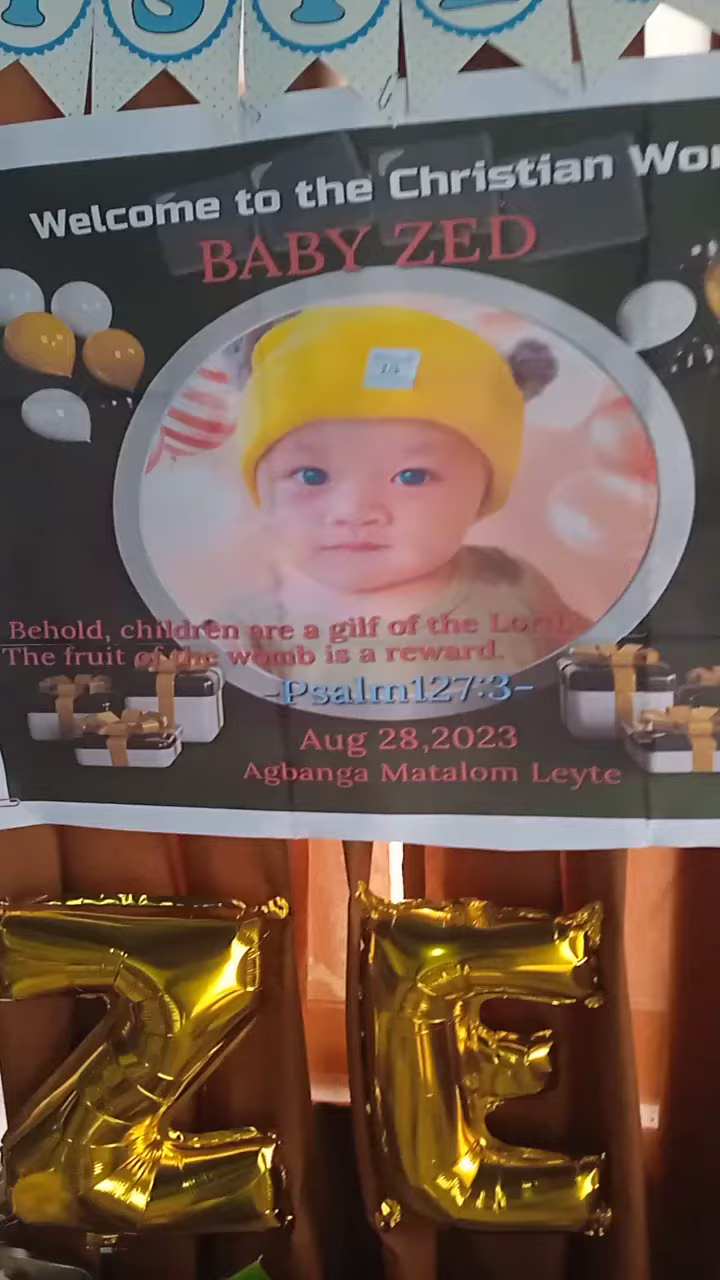 Welcome to the Christian
BABY ZED
Behold, children are a gilf of the Lord
The fruit of the womb is a reward.
-Psalm127:3-
Aug 28,2023
Agbanga Matalom Leyte
ZE